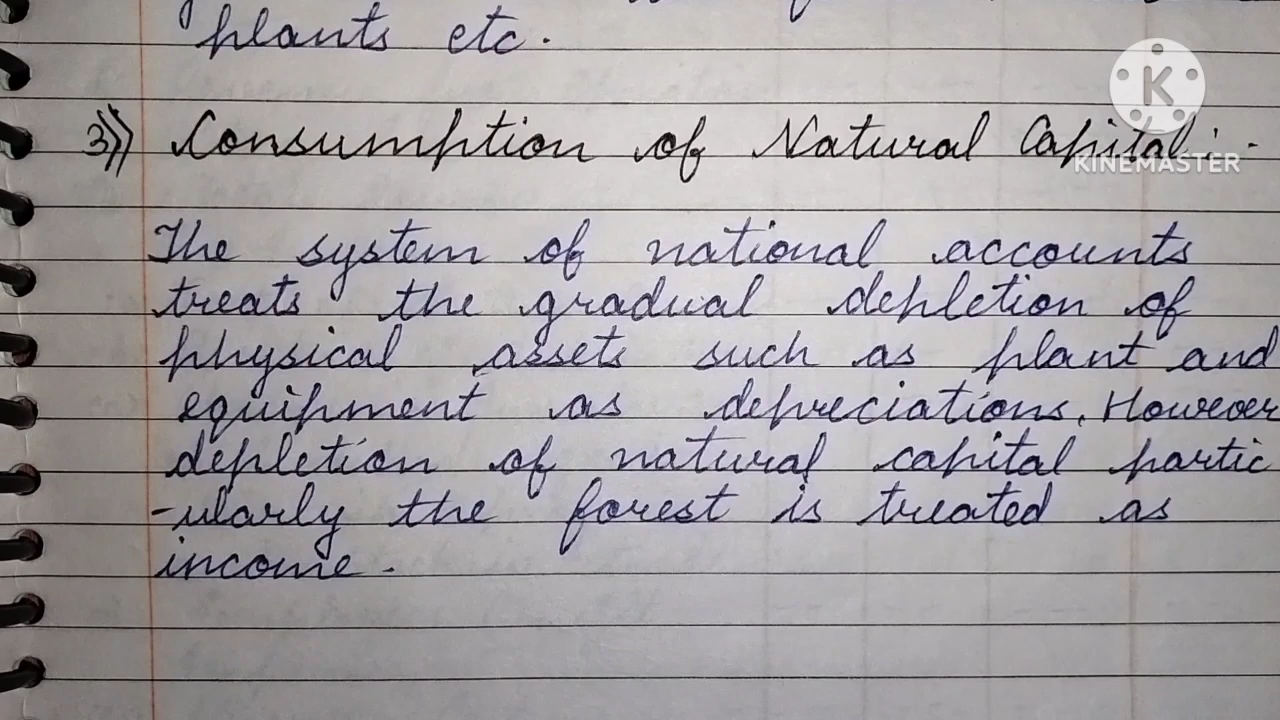 plants etc.
3) Consumption of Natural Capital :-
KINEMASTER
The system of national accounts
treats the gradual depletion of
physical assets such as plant and
equipment as depreciations. However
depletion of natural capital partic
-ularly the forest is treated as
income.